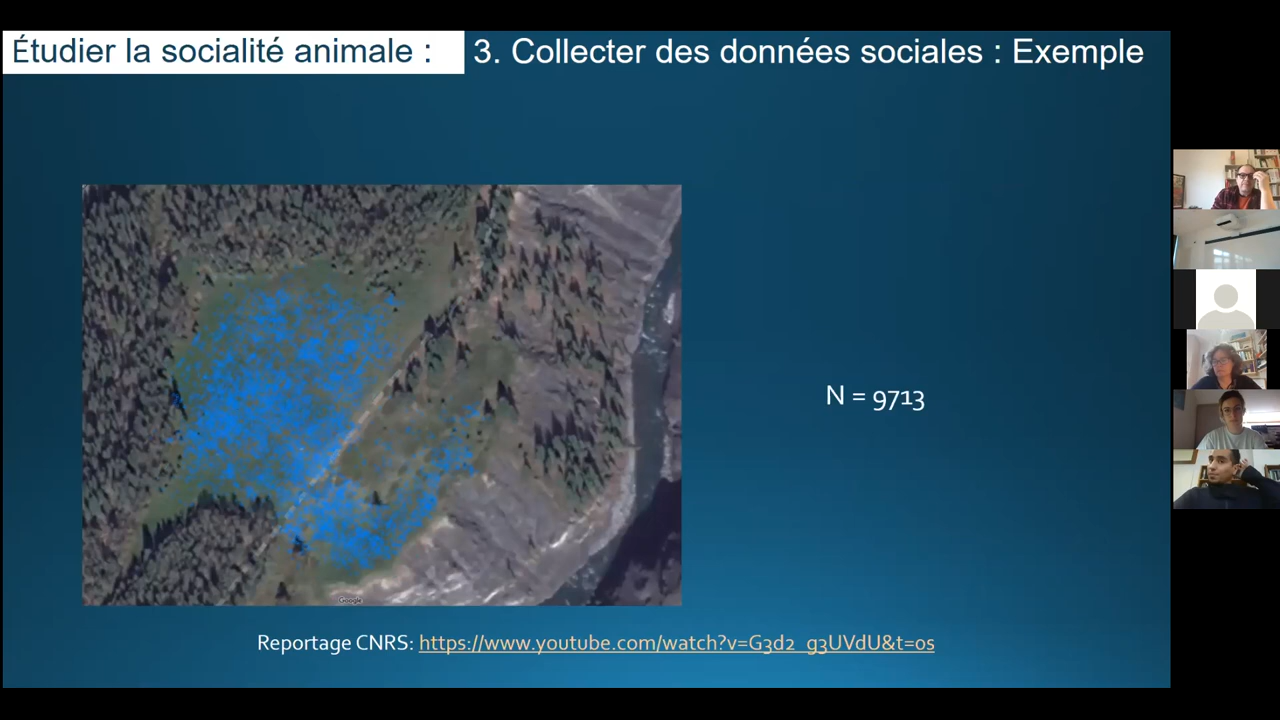 Étudier la socialité animale :
3. Collecter des données sociales : Exemple
N = 9713
Google
Reportage CNRS: https://www.youtube.com/watch?v=G3d2_g3UVdU&t=0s